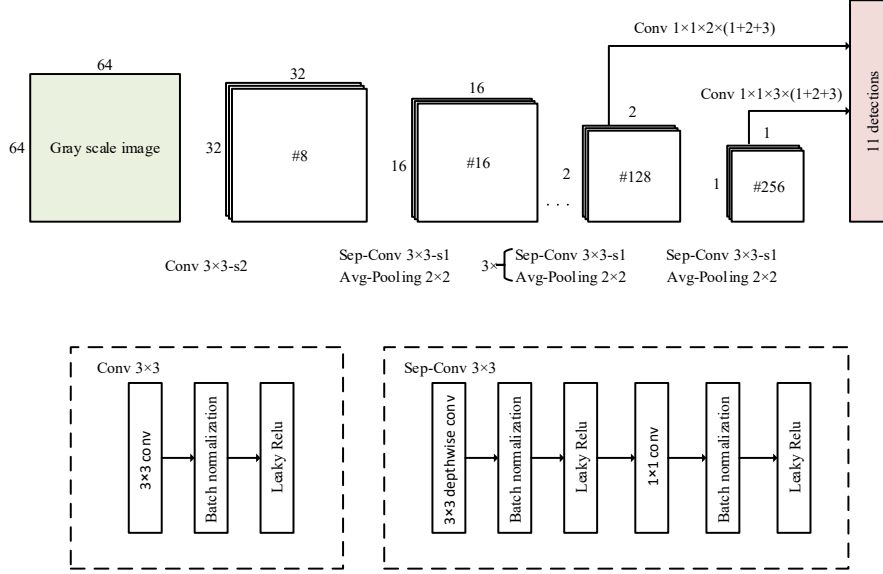 Conv 1×1×2×(1+2+3)
64
32
16
2
Conv 1×1×3×(1+2+3)
1
64
Gray scale image
32
#8
16
#16
2
. . .
#128
1
#256
11 detections
Conv 3×3-s2
Sep-Conv 3×3-s1
Avg-Pooling 2×2
3×
Sep-Conv 3×3-s1
Avg-Pooling 2×2
Sep-Conv 3×3-s1
Avg-Pooling 2×2
Conv 3×3
3×3 conv
Batch normalization
Leaky Relu
Sep-Conv 3×3
3×3 depthwise conv
Batch normalization
Leaky Relu
1×1 conv
Batch normalization
Leaky Relu